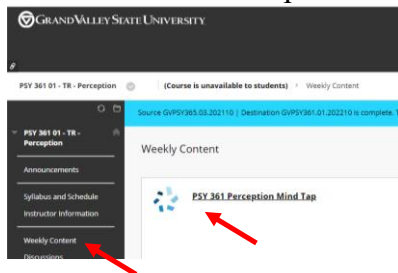 GRANDVALLEY STATE UNIVERSITY
PSY 361 01 - TR - Perception
(Course is unavailable to students)
Weekly Content
Source GVPSY365.03.202110 | Destination GVPSY361.01.202210 is complete.
PSY 361 01 - TR -
Perception
Announcements
Syllabus and Schedule
Instructor Information
Weekly Content
Discussions
Weekly Content
PSY 361 Perception Mind Tap